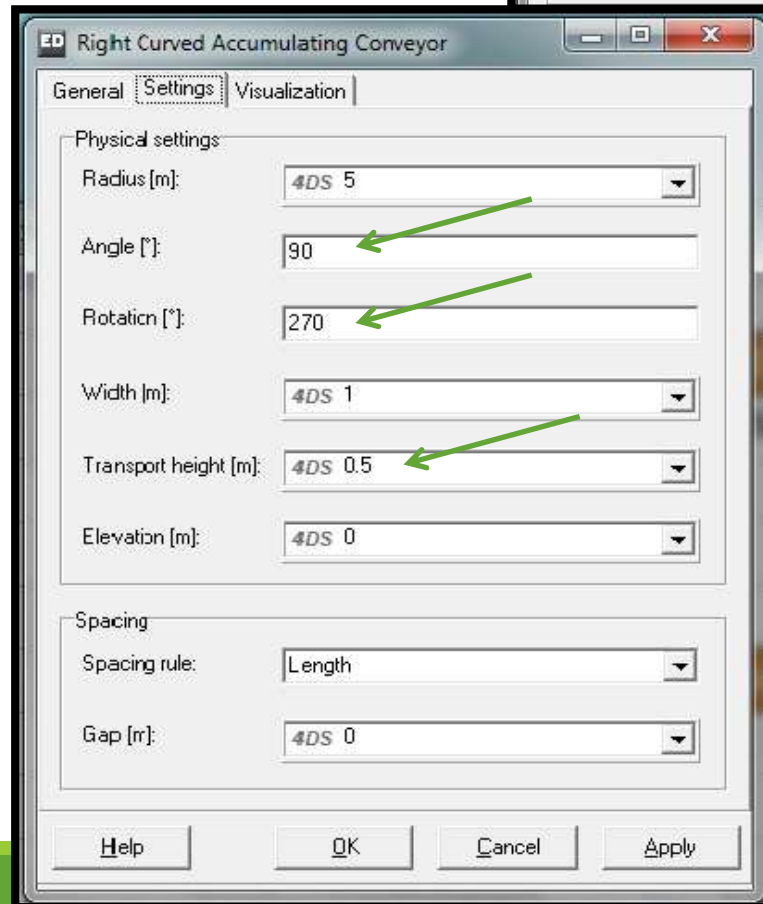 ED Right Curved Accumulating Conveyor
General Settings Visualization
Physical settings
Radius [m]: 4DS 5
Angle [°]: 90
Rotation [°]: 270
Width [m]: 4DS 1
Transport height [m]: 4DS 0.5
Elevation [m]: 4DS 0
Spacing
Spacing rule: Length
Gap [m]: 4DS 0
Help OK Cancel Apply